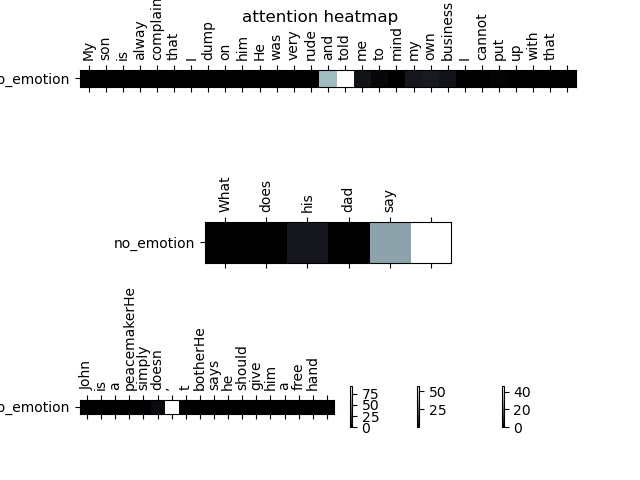 attention heatmap
My son is alway complain that I dump on him He was very rude and told me to mind my own business I cannot put up with that
o_emotion
What does his dad say
no_emotion
John is a peacemakerHe simply doesn ' t botherHe says he should give him a free hand
o_emotion
75 50 25 0
50 25
40 20 0